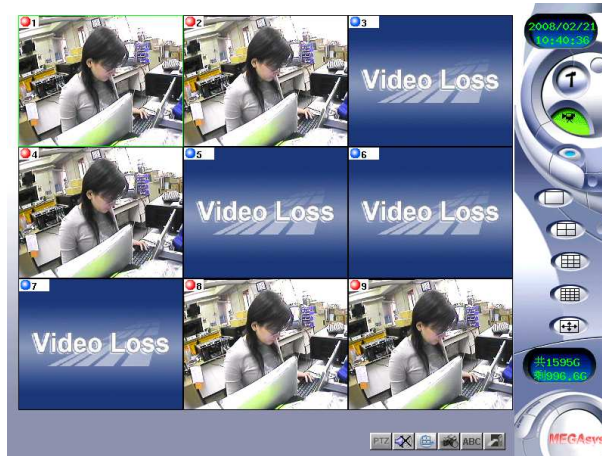 1
2
3
Video Loss
2008/02/21
10:40:36
4
5
Video Loss
6
Video Loss
7
Video Loss
8
9
共1595G
剩996.6G
PTZ
ABC
MEGAsys